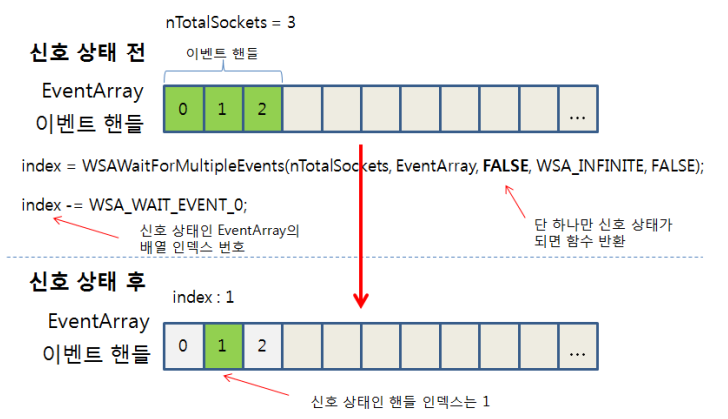 nTotalSockets = 3
신호 상태 전
이벤트 핸들
EventArray
이벤트 핸들
0 1 2 ...
index = WSAWaitForMultipleEvents(nTotalSockets, EventArray, FALSE, WSA_INFINITE, FALSE);
index -= WSA_WAIT_EVENT_0;
신호 상태인 EventArray의
배열 인덱스 번호
단 하나만 신호 상태가
되면 함수 반환
신호 상태 후
index : 1
EventArray
이벤트 핸들
0 1 2 ...
신호 상태인 핸들 인덱스는 1